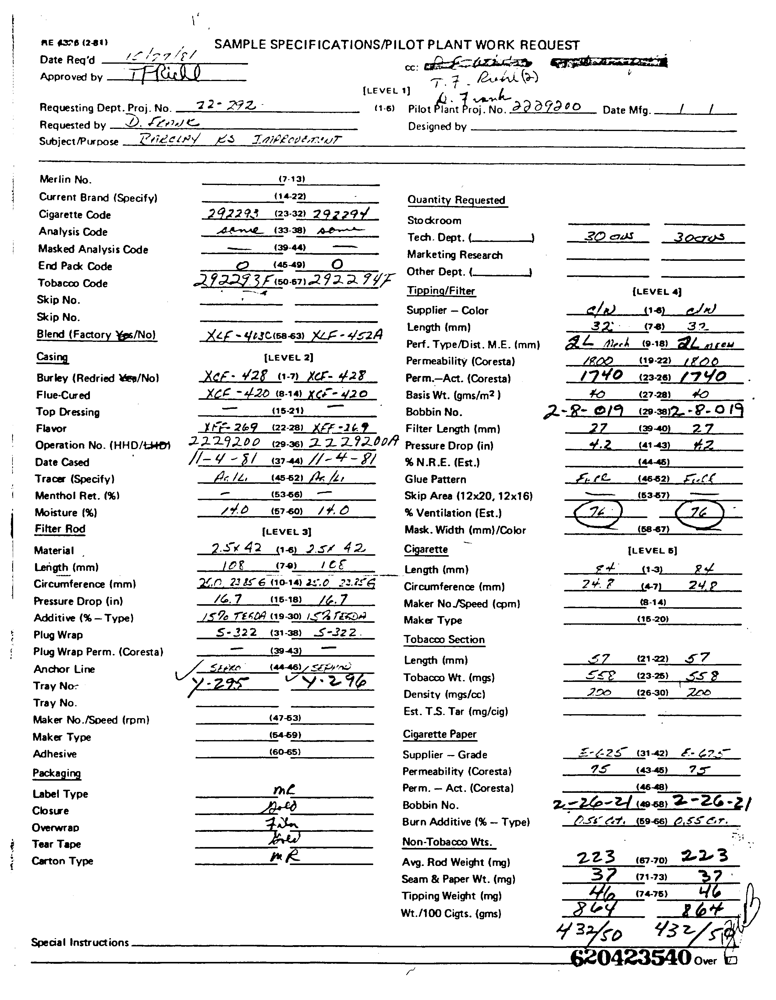 RE 4376 (2-81)
SAMPLE SPECIFICATIONS/PILOT PLANT WORK REQUEST
Date Req'd 10/27/81
cc:
Approved by T F Riehl
T. F. Riehl (2)
[LEVEL 1]
D. Frank
Requesting Dept. Proj. No. 22-292 (1-6) Pilot Plant Proj. No. 2229200 Date Mfg. / /
Requested by D. Frank Designed by
Subject/Purpose Barclay KS Improvement
Merlin No. (7-13)
Current Brand (Specify) (14-22)
Cigarette Code 292293 (23-32) 292294
Analysis Code same (33-38) same
Masked Analysis Code — (39-44) —
End Pack Code 0 (45-49) 0
Tobacco Code 292293F (50-57) 292294F
Skip No.
Skip No.
Blend (Factory Yes/No) XLF-403C (58-63) XLF-452A
Casing [LEVEL 2]
Burley (Redried Yes/No) XCF-428 (1-7) XCF-428
Flue-Cured XCF-420 (8-14) XCF-420
Top Dressing — (15-21) —
Flavor XFF-269 (22-28) XFF-269
Operation No. (HHD/LHD) 2229200 (29-36) 2229200A
Date Cased 11-4-81 (37-44) 11-4-81
Tracer (Specify) (45-52)
Menthol Ret. (%) — (53-56) —
Moisture (%) 14.0 (57-60) 14.0
Filter Rod [LEVEL 3]
Material 2.5x42 (1-6) 2.5x42
Length (mm) 108 (7-9) 108
Circumference (mm) (10-14)
Pressure Drop (in) 16.7 (15-18) 16.7
Additive (% — Type) 15% TEGDA (19-30) 15% TEGDA
Plug Wrap 5-322 (31-38) 5-322
Plug Wrap Perm. (Coresta) — (39-43) —
Anchor Line (44-46)
Tray No. Y-295 Y-296
Tray No.
Maker No./Speed (rpm) (47-53)
Maker Type (54-59)
Adhesive (60-65)
Packaging
Label Type MR
Closure Gold
Overwrap Film
Tear Tape Gold
Carton Type MR
Quantity Requested
Stockroom
Tech. Dept. ( ) 30 30
Marketing Research
Other Dept. ( )
Tipping/Filter [LEVEL 4]
Supplier — Color C/W (1-6) C/W
Length (mm) 32 (7-8) 32
Perf. Type/Dist. M.E. (mm) 2L Mech (9-18) 2L Mech
Permeability (Coresta) 1800 (19-22) 1800
Perm.—Act. (Coresta) 1740 (23-26) 1740
Basis Wt. (gms/m²) 40 (27-28) 40
Bobbin No. 2-8-019 (29-38) 2-8-019
Filter Length (mm) 27 (39-40) 27
Pressure Drop (in) 4.2 (41-43) 4.2
% N.R.E. (Est.) (44-45)
Glue Pattern Full (46-52) Full
Skip Area (12x20, 12x16) — (53-57) —
% Ventilation (Est.) 76 76
Mask. Width (mm)/Color (58-67)
Cigarette [LEVEL 5]
Length (mm) 84 (1-3) 84
Circumference (mm) 24.8 (4-7) 24.8
Maker No./Speed (cpm) (8-14)
Maker Type (15-20)
Tobacco Section
Length (mm) 57 (21-22) 57
Tobacco Wt. (mgs) 558 (23-25) 558
Density (mgs/cc) 200 (26-30) 200
Est. T.S. Tar (mg/cig)
Cigarette Paper
Supplier — Grade E-625 (31-42) E-625
Permeability (Coresta) 75 (43-45) 75
Perm. — Act. (Coresta) (46-48)
Bobbin No. 2-26-21 (49-58) 2-26-21
Burn Additive (% — Type) 0.55 Cit. (59-66) 0.55 Cit.
Non-Tobacco Wts.
Avg. Rod Weight (mg) 223 (67-70) 223
Seam & Paper Wt. (mg) 37 (71-73) 37
Tipping Weight (mg) 46 (74-75) 46
Wt./100 Cigts. (gms) 864 864
432/50 432/50
Special Instructions
620423540 Over